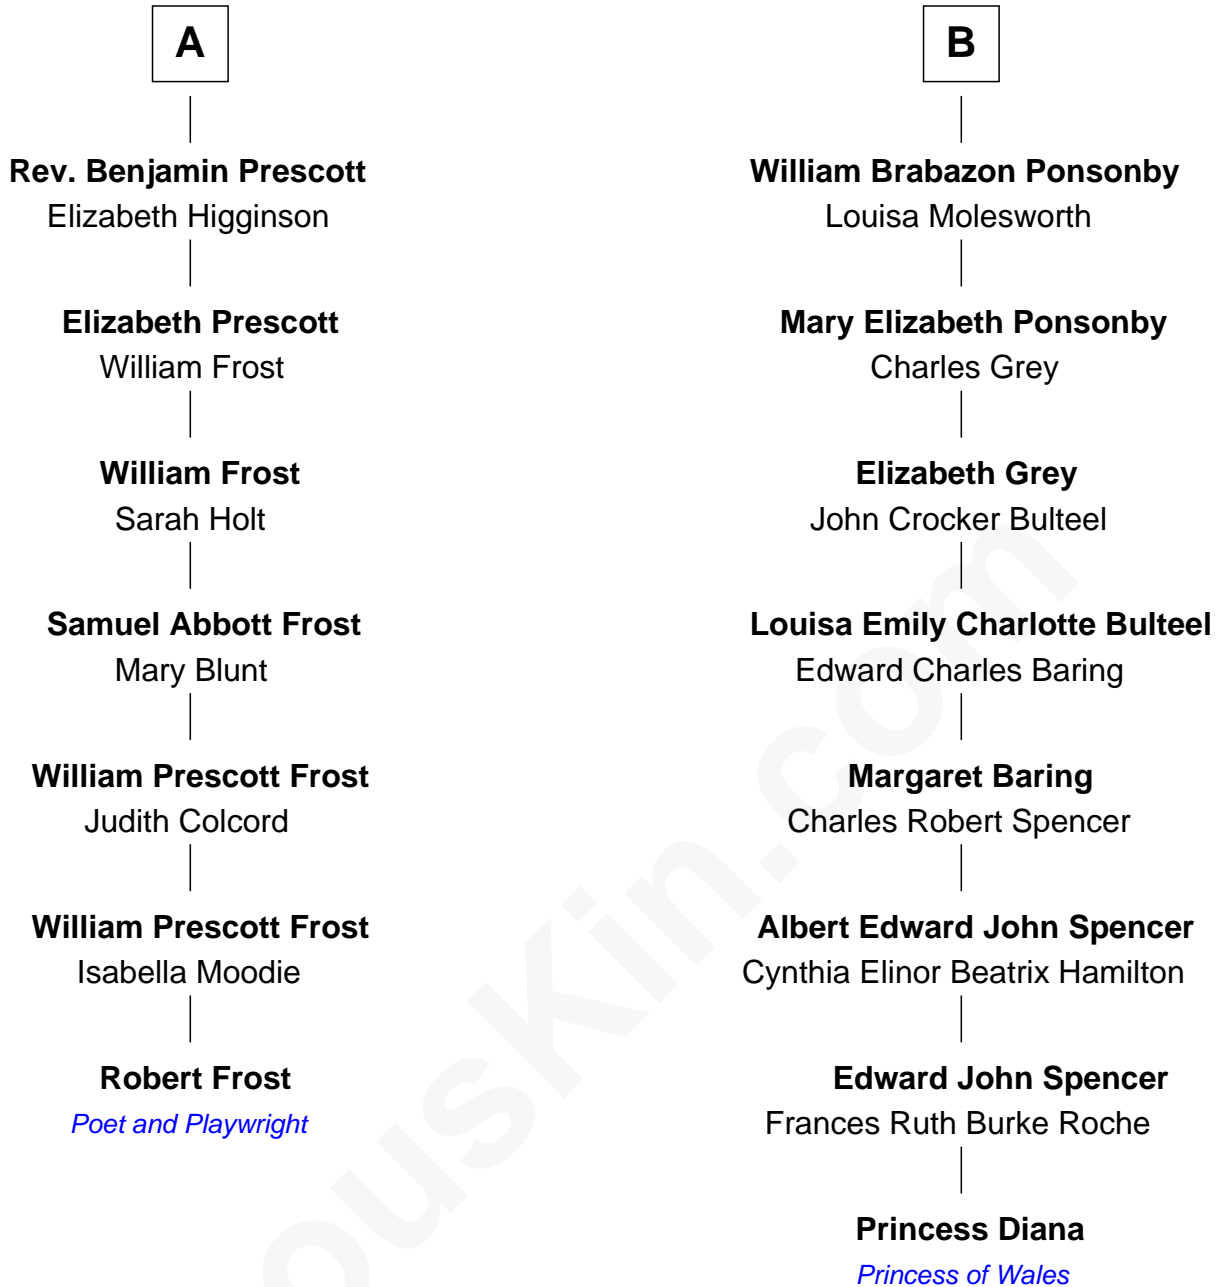 A
Rev. Benjamin Prescott
Elizabeth Higginson
Elizabeth Prescott
William Frost
William Frost
Sarah Holt
Samuel Abbott Frost
Mary Blunt
William Prescott Frost
Judith Colcord
William Prescott Frost
Isabella Moodie
Robert Frost
Poet and Playwright
B
William Brabazon Ponsonby
Louisa Molesworth
Mary Elizabeth Ponsonby
Charles Grey
Elizabeth Grey
John Crocker Bulteel
Louisa Emily Charlotte Bulteel
Edward Charles Baring
Margaret Baring
Charles Robert Spencer
Albert Edward John Spencer
Cynthia Elinor Beatrix Hamilton
Edward John Spencer
Frances Ruth Burke Roche
Princess Diana
Princess of Wales
ousKin.com